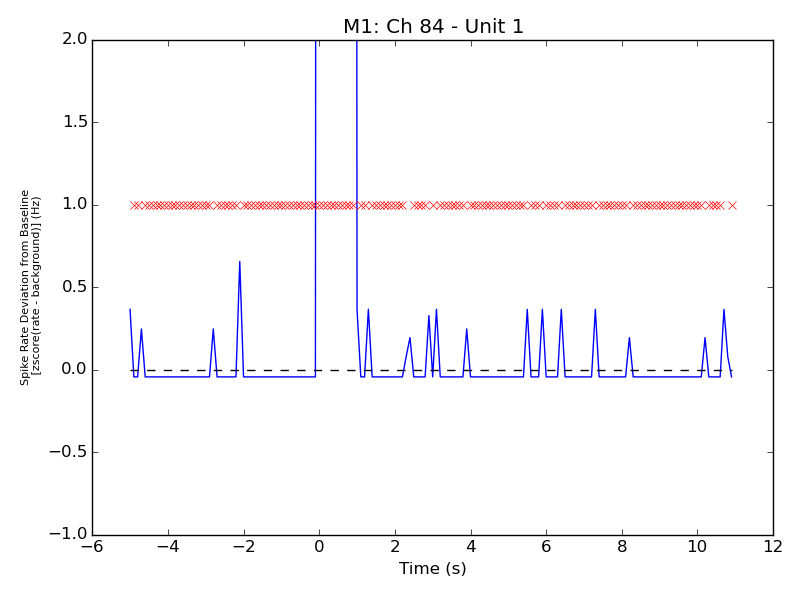 M1: Ch 84 - Unit 1
2.0
1.5
1.0
0.5
0.0
−0.5
−1.0
Spike Rate Deviation from Baseline
[zscore(rate - background)] (Hz)
−6 −4 −2 0 2 4 6 8 10 12
Time (s)